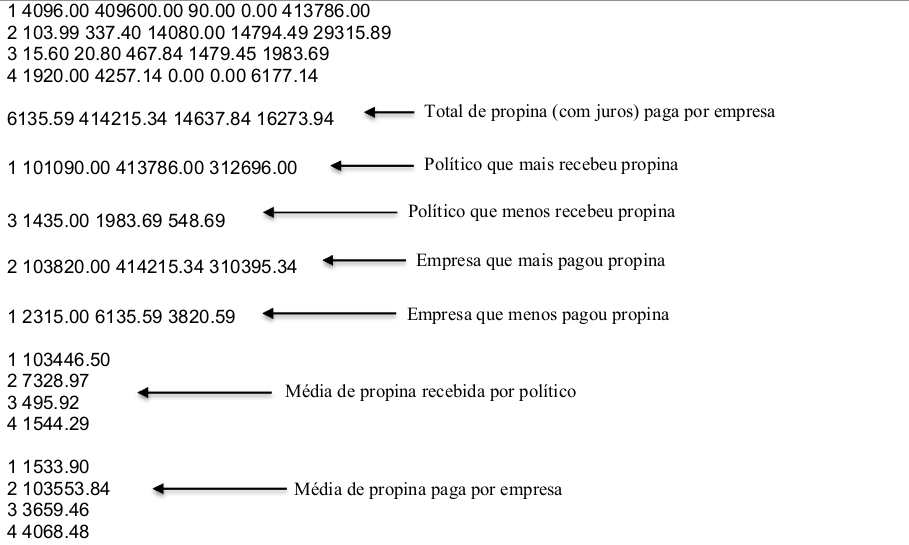 1 4096.00 409600.00 90.00 0.00 413786.00
2 103.99 337.40 14080.00 14794.49 29315.89
3 15.60 20.80 467.84 1479.45 1983.69
4 1920.00 4257.14 0.00 0.00 6177.14
6135.59 414215.34 14637.84 16273.94 Total de propina (com juros) paga por empresa
1 101090.00 413786.00 312696.00 Político que mais recebeu propina
3 1435.00 1983.69 548.69 Político que menos recebeu propina
2 103820.00 414215.34 310395.34 Empresa que mais pagou propina
1 2315.00 6135.59 3820.59 Empresa que menos pagou propina
1 103446.50
2 7328.97
Média de propina recebida por político
3 495.92
4 1544.29
1 1533.90
2 103553.84 Média de propina paga por empresa
3 3659.46
4 4068.48